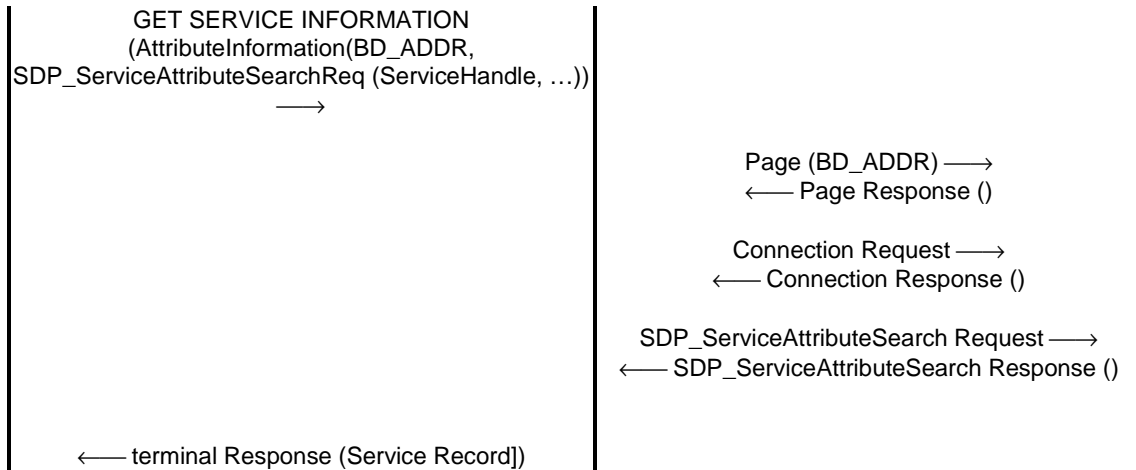 GET SERVICE INFORMATION
(AttributeInformation(BD_ADDR,
SDP_ServiceAttributeSearchReq (ServiceHandle, …))
⟶
Page (BD_ADDR) ⟶
⟵ Page Response ()
Connection Request ⟶
⟵ Connection Response ()
SDP_ServiceAttributeSearch Request ⟶
⟵ SDP_ServiceAttributeSearch Response ()
⟵ terminal Response (Service Record])